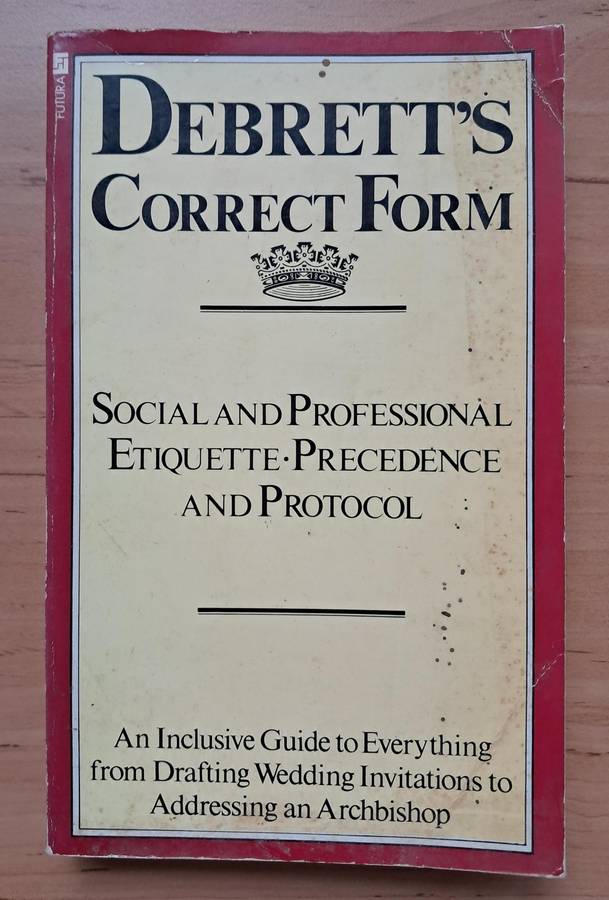 FUTURA
DEBRETT'S
CORRECT FORM
SOCIAL AND PROFESSIONAL
ETIQUETTE·PRECEDENCE
AND PROTOCOL
An Inclusive Guide to Everything
from Drafting Wedding Invitations to
Addressing an Archbishop